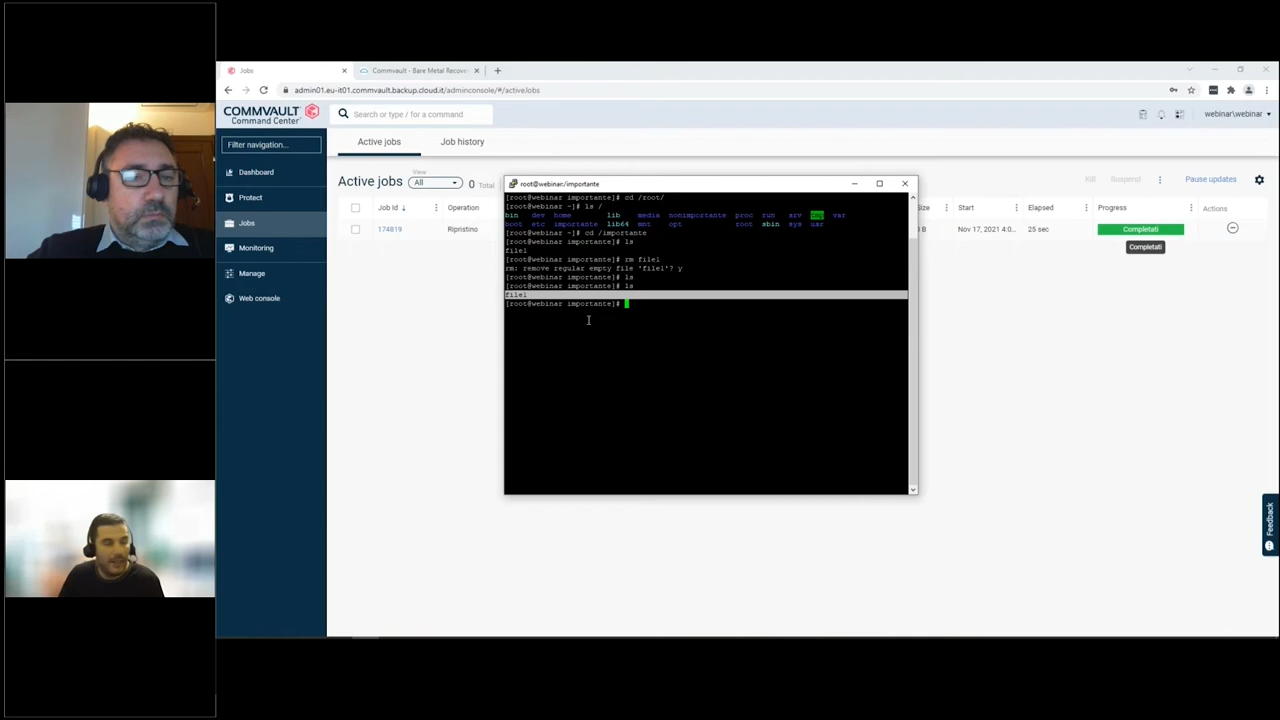 Jobs
Commvault - Bare Metal Recove
admin01.eu-it01.commvault.backup.cloud.it/adminconsole/#/activeJobs
COMMVAULT
Command Center
Search or type for a command
webinar\webinar
Filter navigation...
Dashboard
Protect
Jobs
Monitoring
Manage
Web console
Active jobs
Job history
Active jobs
View
All
0 Total
Kill
Suspend
Pause updates
Job Id
Operation
Size
Start
Elapsed
Progress
Actions
174819
Ripristino
B
Nov 17, 2021 4:0...
25 sec
Completati
Completati
root@webinar:/importante
[root@webinar importante]# cd /root/
[root@webinar ~]# ls /
bin dev home lib media nonimportante proc run srv tmp var
boot etc importante lib64 mnt opt root sbin sys usr
[root@webinar ~]# cd /importante
[root@webinar importante]# ls
file1
[root@webinar importante]# rm file1
rm: remove regular empty file 'file1'? y
[root@webinar importante]# ls
[root@webinar importante]# ls
file1
[root@webinar importante]#
Feedback